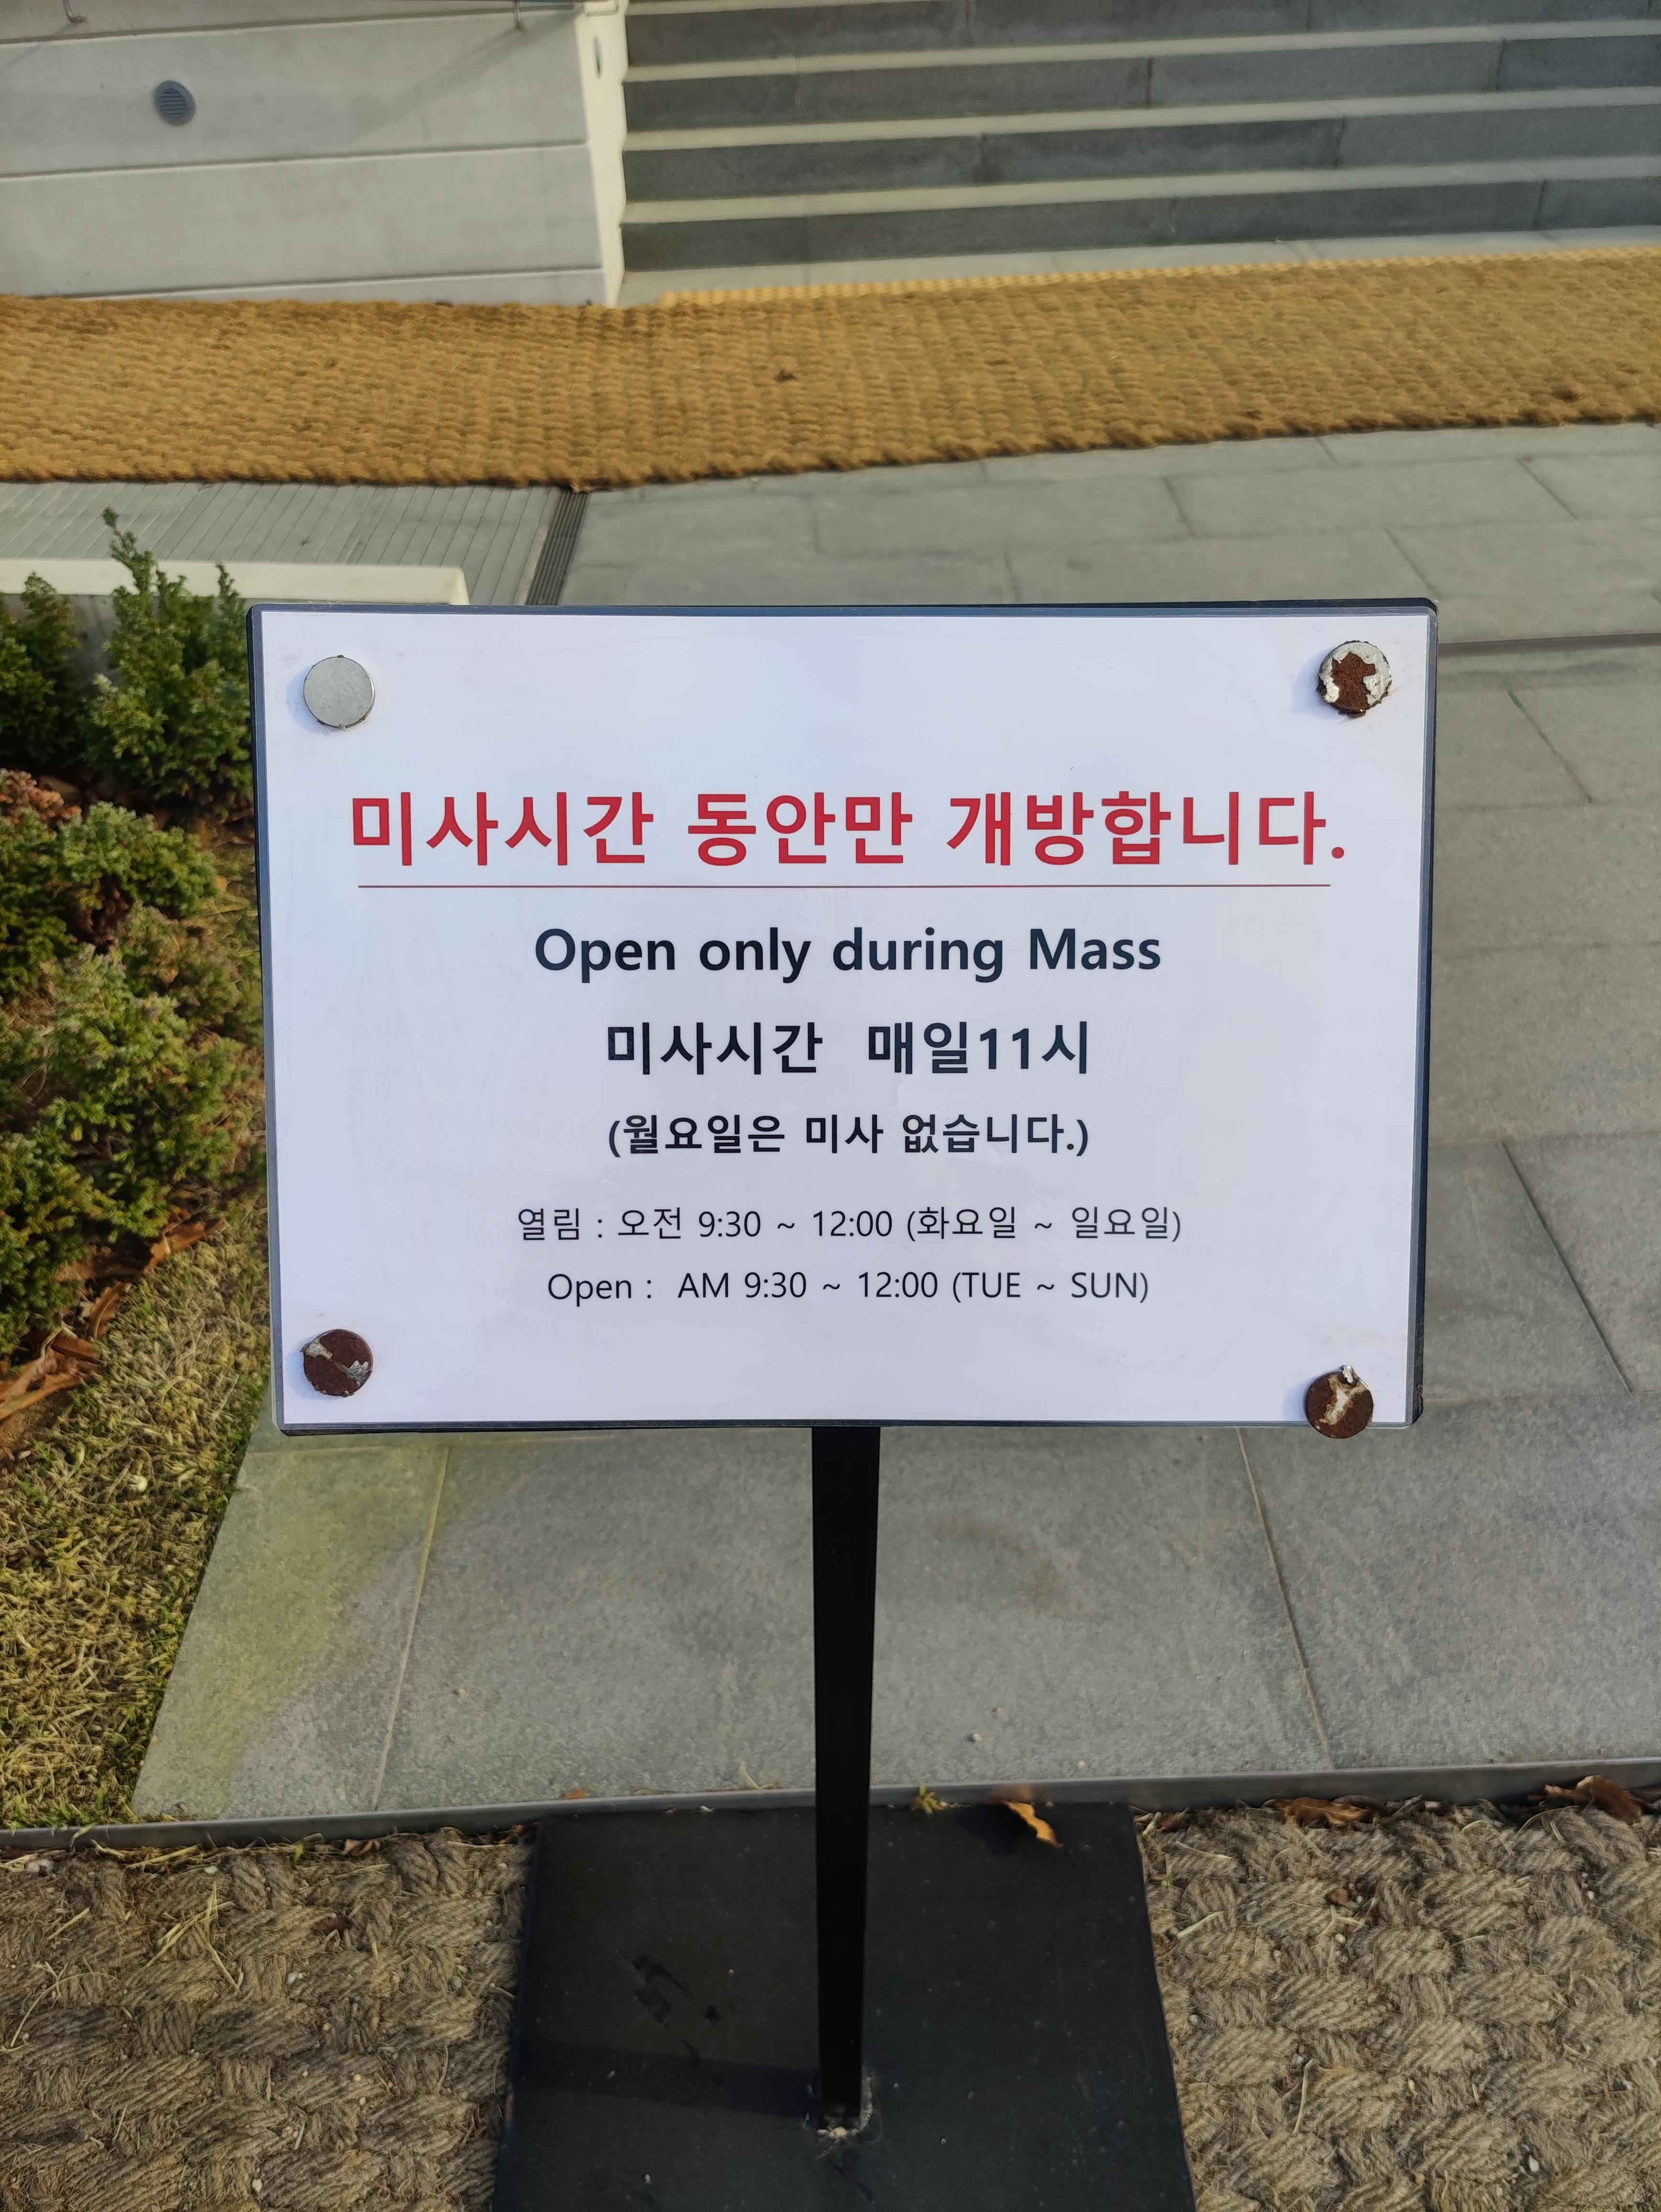 미사시간 동안만 개방합니다.
Open only during Mass
미사시간 매일11시
(월요일은 미사 없습니다.)
열림 : 오전 9:30 ~ 12:00 (화요일 ~ 일요일)
Open : AM 9:30 ~ 12:00 (TUE ~ SUN)